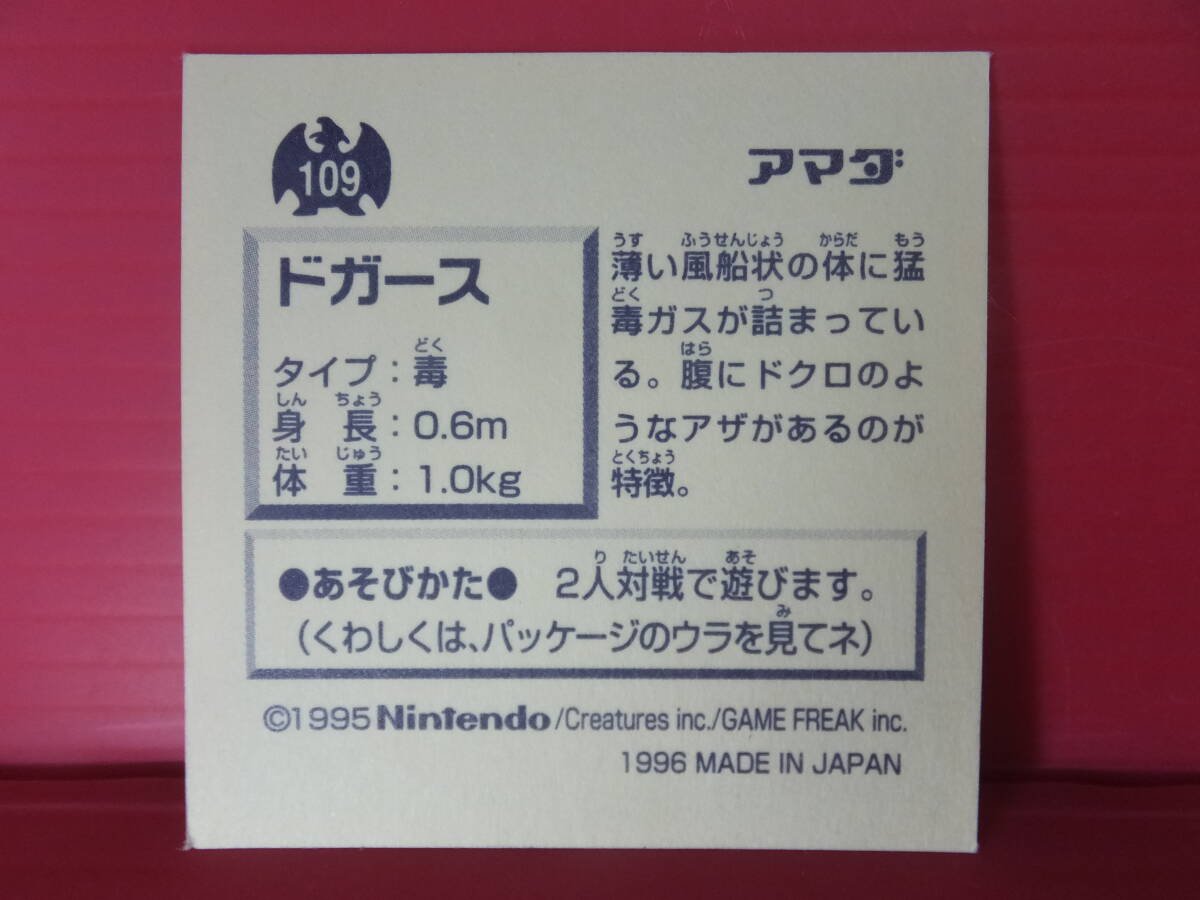 109
アマダ
ドガース
タイプ：毒
身長：0.6m
体重：1.0kg
薄い風船状の体に猛
毒ガスが詰まってい
る。腹にドクロのよ
うなアザがあるのが
特徴。
●あそびかた● 2人対戦で遊びます。
(くわしくは、パッケージのウラを見てネ)
©1995 Nintendo/Creatures inc./GAME FREAK inc.
1996 MADE IN JAPAN